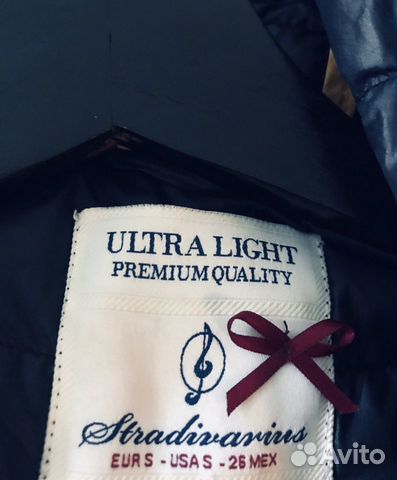 ULTRA LIGHT
PREMIUM QUALITY
Stradivarius
EUR S - USA S - 26 MEX
Avito